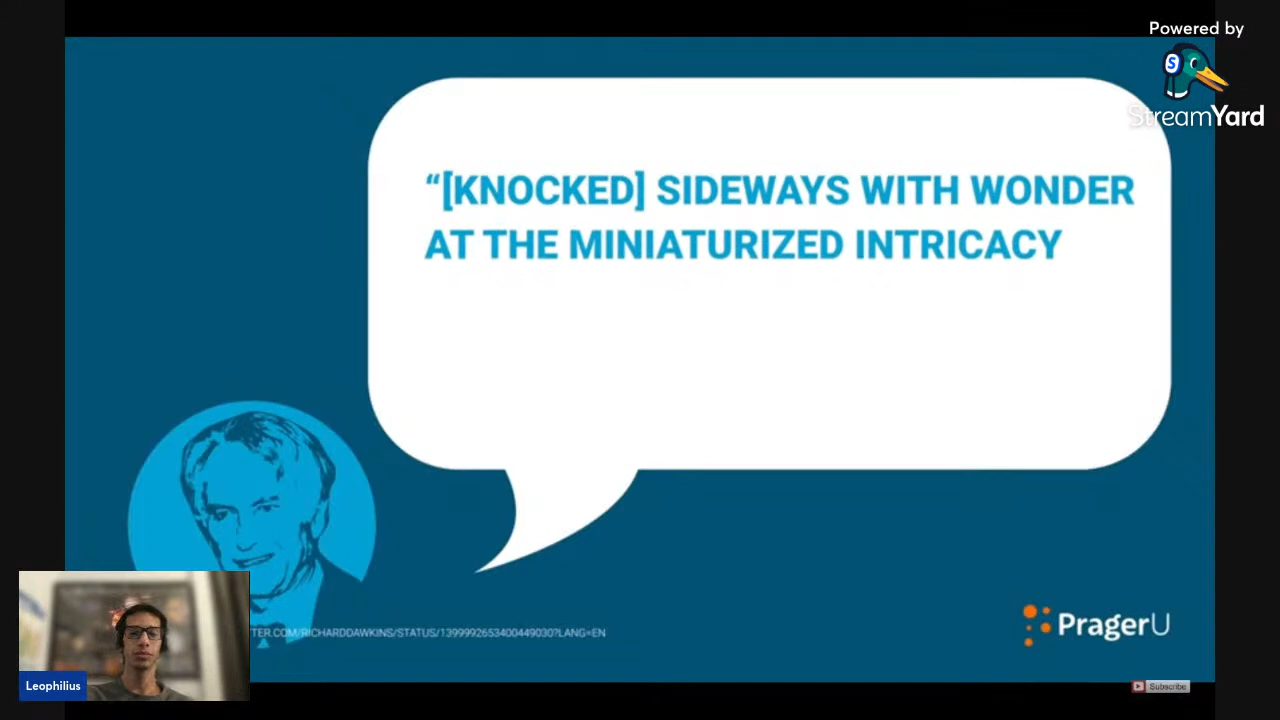 Powered by
S
StreamYard
“[KNOCKED] SIDEWAYS WITH WONDER
AT THE MINIATURIZED INTRICACY
TER.COM/RICHARDDAWKINS/STATUS/1399992653400449030?LANG=EN
PragerU
Leophilius
Subscribe